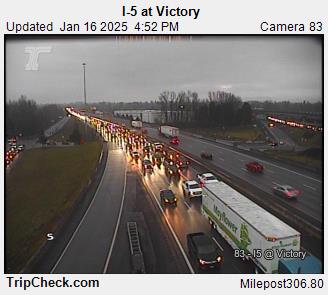 I-5 at Victory
Updated  Jan 16 2025  4:52 PM
Camera 83
T
Mayflower
S
83 - I5 @ Victory
TripCheck.com
Milepost306.80